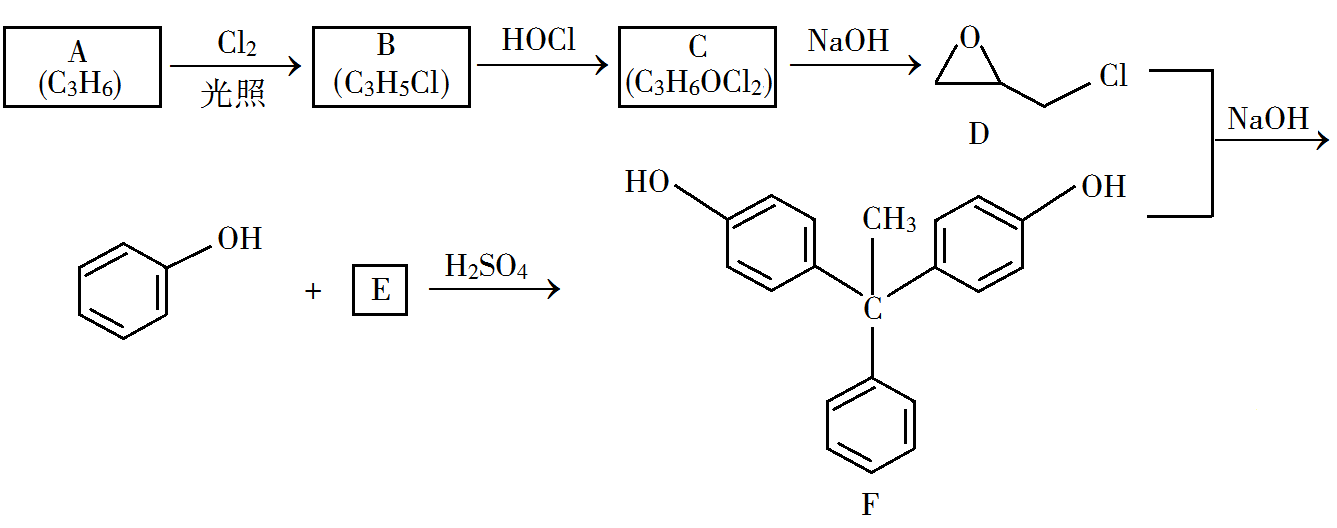 A
(C3H6)
Cl2
光照
B
(C3H5Cl)
HOCl
C
(C3H6OCl2)
NaOH
O
Cl
D
NaOH
OH
+
E
H2SO4
HO
CH3
OH
C
F